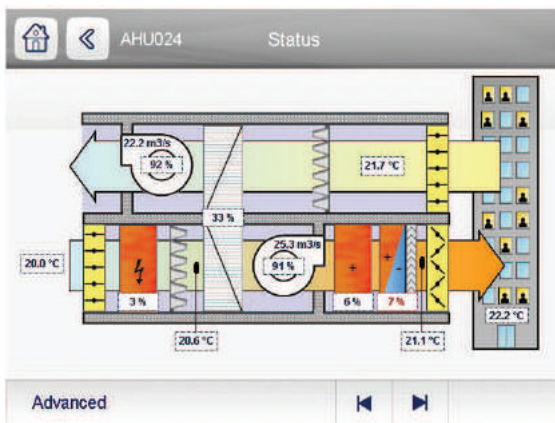 AHU024 Status
22.2 m3/s
92 %
21.7 °C
33 %
25.3 m3/s
20.0 °C
91 %
+
+
-
3 %
6 %
7 %
22.2 °C
20.6 °C
21.1 °C
Advanced